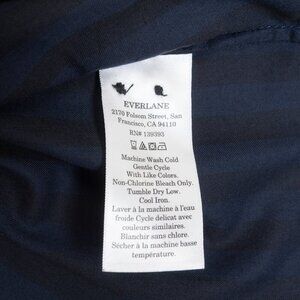 EVERLANE
2170 Folsom Street, San
Francisco, CA 94110
RN# 139393
Machine Wash Cold
Gentle Cycle
With Like Colors.
Non-Chlorine Bleach Only.
Tumble Dry Low.
Cool Iron.
Laver à la machine à l'eau
froide Cycle delicat avec
couleurs similaires.
Blanchir sans chlore.
Sécher à la machine basse
température.